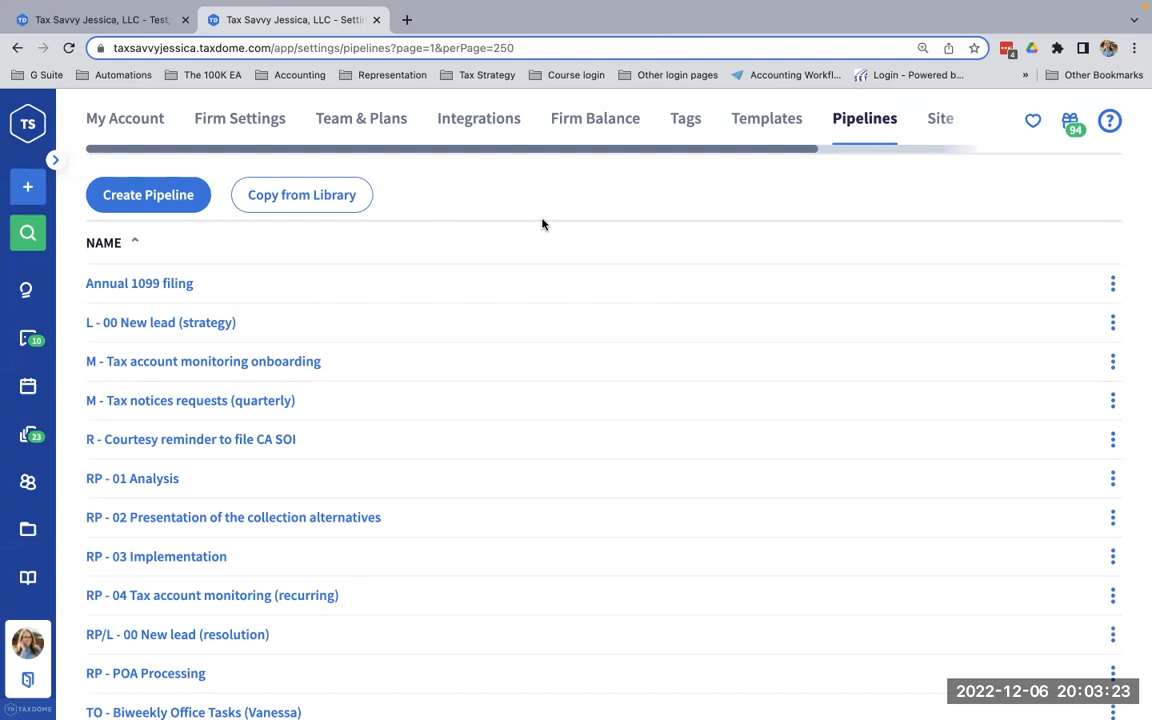 Tax Savvy Jessica, LLC - Test,
Tax Savvy Jessica, LLC - Setti
taxsavvyjessica.taxdome.com/app/settings/pipelines?page=1&perPage=250
4
G Suite
Automations
The 100K EA
Accounting
Representation
Tax Strategy
Course login
Other login pages
Accounting Workfl...
Login - Powered b...
»
Other Bookmarks
TS
My Account
Firm Settings
Team & Plans
Integrations
Firm Balance
Tags
Templates
Pipelines
Site
94
Create Pipeline
Copy from Library
NAME
Annual 1099 filing
L - 00 New lead (strategy)
M - Tax account monitoring onboarding
10
M - Tax notices requests (quarterly)
R - Courtesy reminder to file CA SOI
23
RP - 01 Analysis
RP - 02 Presentation of the collection alternatives
RP - 03 Implementation
RP - 04 Tax account monitoring (recurring)
RP/L - 00 New lead (resolution)
RP - POA Processing
TO - Biweekly Office Tasks (Vanessa)
TD TAXDOME
2022-12-06 20:03:23